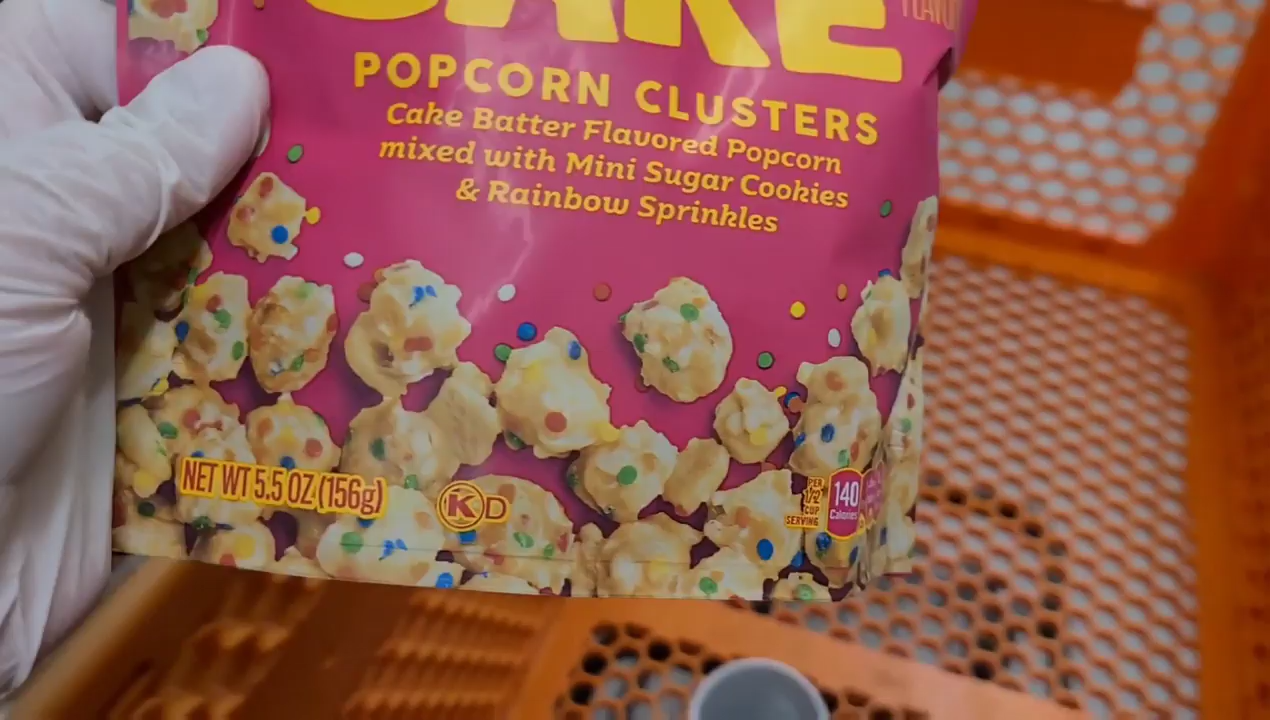 CAKE
POPCORN CLUSTERS
Cake Batter Flavored Popcorn
mixed with Mini Sugar Cookies
& Rainbow Sprinkles
NET WT 5.5 OZ (156g)
K D
PER
1/2
CUP
SERVING
140
Calories